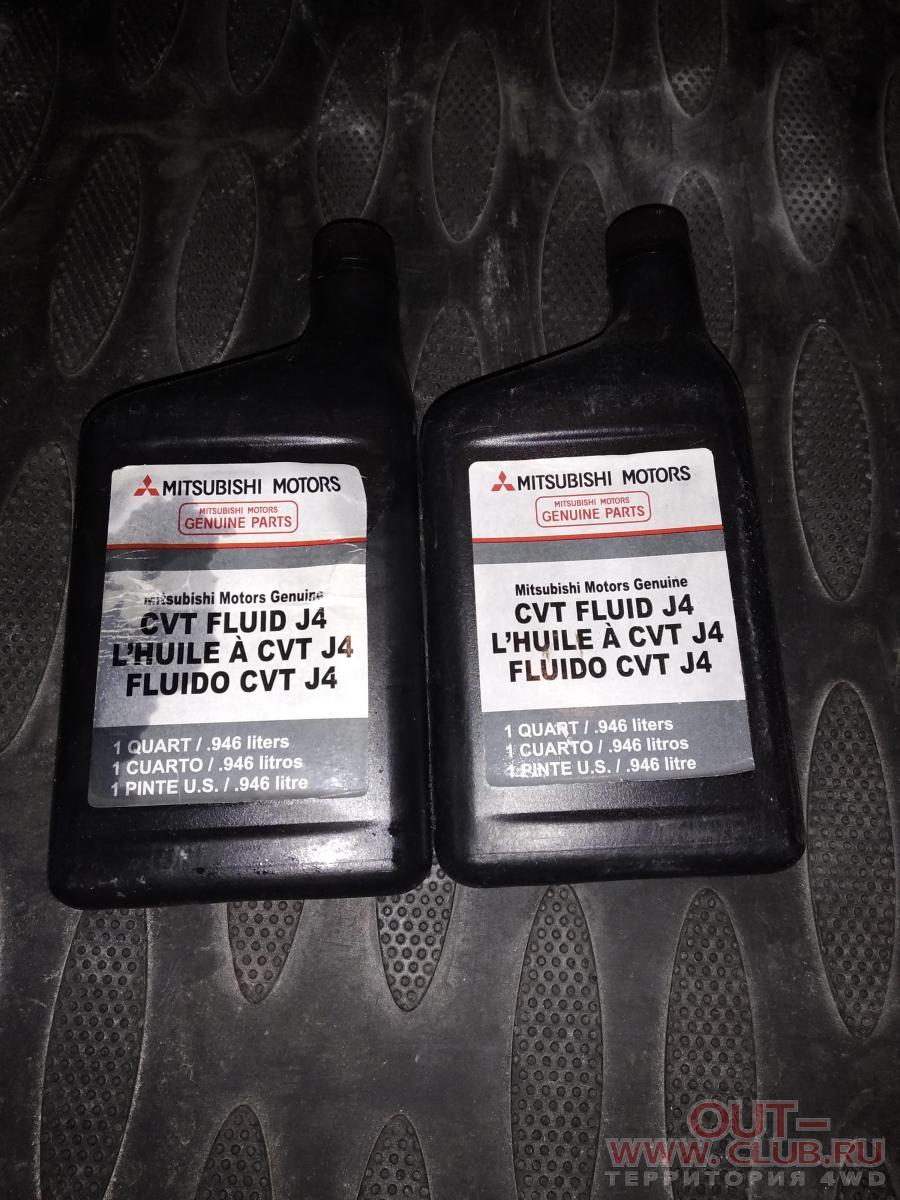 MITSUBISHI MOTORS
MITSUBISHI MOTORS
GENUINE PARTS
Mitsubishi Motors Genuine
CVT FLUID J4
L'HUILE À CVT J4
FLUIDO CVT J4
1 QUART / .946 liters
1 CUARTO / .946 litros
1 PINTE U.S. / .946 litre
MITSUBISHI MOTORS
MITSUBISHI MOTORS
GENUINE PARTS
Mitsubishi Motors Genuine
CVT FLUID J4
L'HUILE À CVT J4
FLUIDO CVT J4
1 QUART / .946 liters
1 CUARTO / .946 litros
1 PINTE U.S. / .946 litre
OUT-
WWW.CLUB.RU
ТЕРРИТОРИЯ 4WD